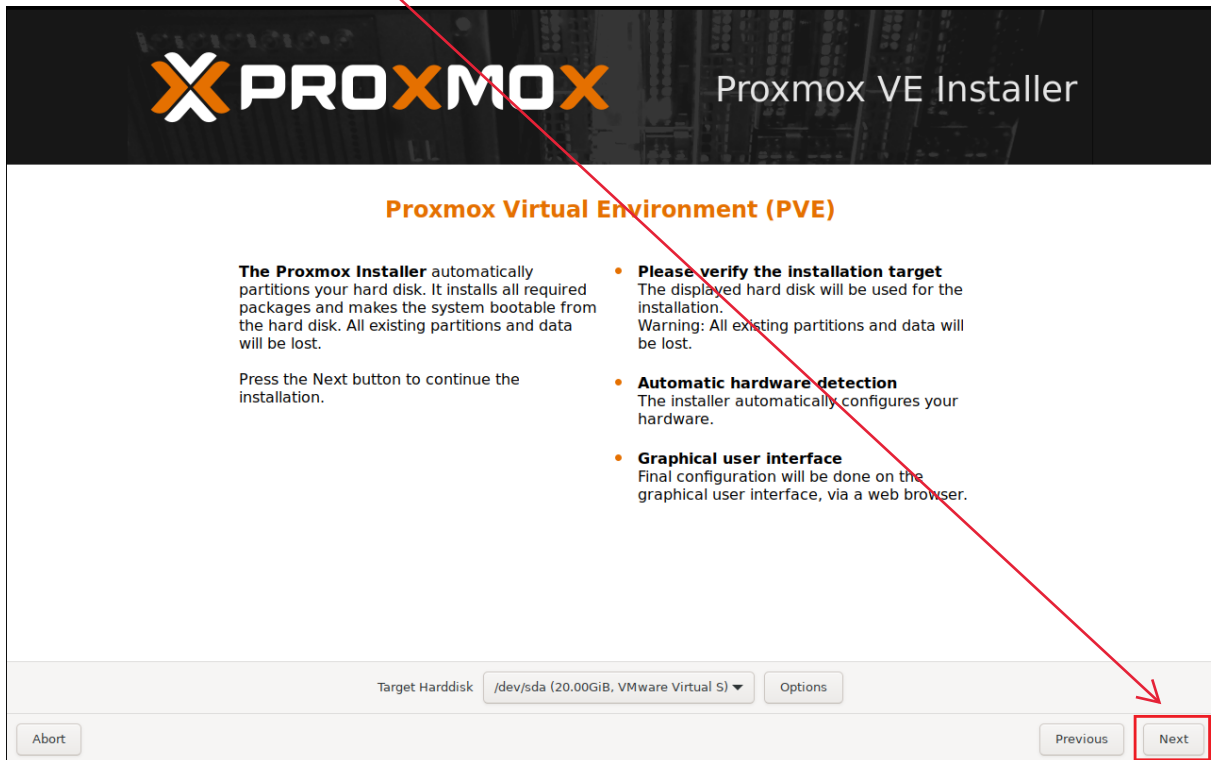 PROXMOX
Proxmox VE Installer
Proxmox Virtual Environment (PVE)
The Proxmox Installer automatically
partitions your hard disk. It installs all required
packages and makes the system bootable from
the hard disk. All existing partitions and data
will be lost.
Press the Next button to continue the
installation.
Please verify the installation target
The displayed hard disk will be used for the
installation.
Warning: All existing partitions and data will
be lost.
Automatic hardware detection
The installer automatically configures your
hardware.
Graphical user interface
Final configuration will be done on the
graphical user interface, via a web browser.
Target Harddisk /dev/sda (20.00GiB, VMware Virtual S) Options
Abort Previous Next